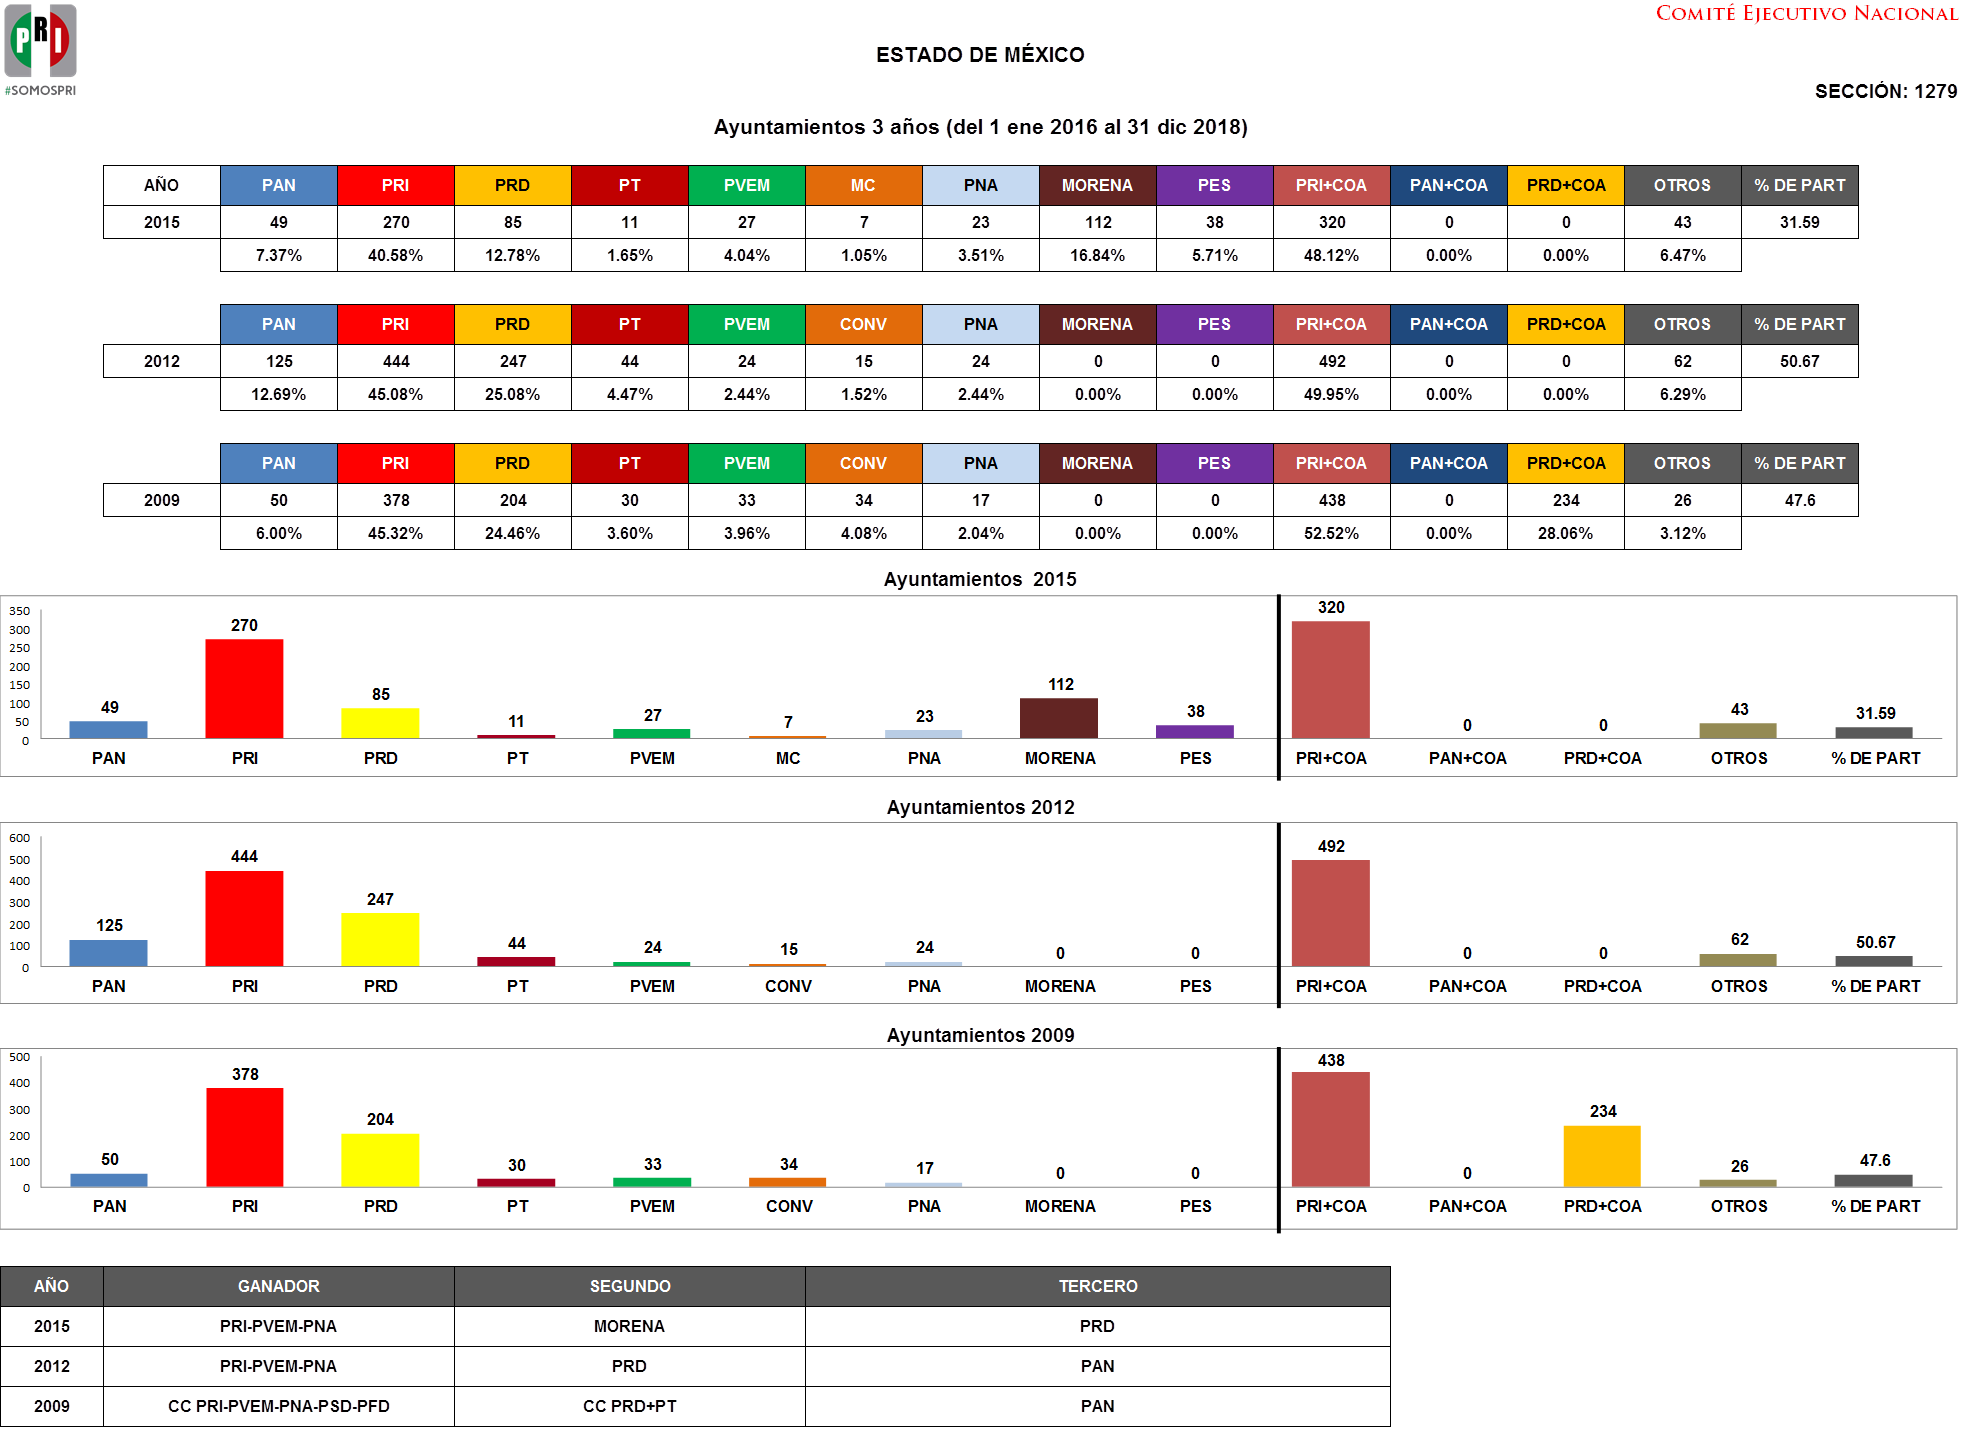 PRI
#SOMOSPRI
COMITÉ EJECUTIVO NACIONAL
ESTADO DE MÉXICO
SECCIÓN: 1279
Ayuntamientos 3 años (del 1 ene 2016 al 31 dic 2018)
AÑO PAN PRI PRD PT PVEM MC PNA MORENA PES PRI+COA PAN+COA PRD+COA OTROS % DE PART
2015 49 270 85 11 27 7 23 112 38 320 0 0 43 31.59
7.37% 40.58% 12.78% 1.65% 4.04% 1.05% 3.51% 16.84% 5.71% 48.12% 0.00% 0.00% 6.47%
PAN PRI PRD PT PVEM CONV PNA MORENA PES PRI+COA PAN+COA PRD+COA OTROS % DE PART
2012 125 444 247 44 24 15 24 0 0 492 0 0 62 50.67
12.69% 45.08% 25.08% 4.47% 2.44% 1.52% 2.44% 0.00% 0.00% 49.95% 0.00% 0.00% 6.29%
PAN PRI PRD PT PVEM CONV PNA MORENA PES PRI+COA PAN+COA PRD+COA OTROS % DE PART
2009 50 378 204 30 33 34 17 0 0 438 0 234 26 47.6
6.00% 45.32% 24.46% 3.60% 3.96% 4.08% 2.04% 0.00% 0.00% 52.52% 0.00% 28.06% 3.12%
Ayuntamientos 2015
350
300
250
200
150
100
50
0
49 270 85 11 27 7 23 112 38 320 0 0 43 31.59
PAN PRI PRD PT PVEM MC PNA MORENA PES PRI+COA PAN+COA PRD+COA OTROS % DE PART
Ayuntamientos 2012
600
500
400
300
200
100
0
125 444 247 44 24 15 24 0 0 492 0 0 62 50.67
PAN PRI PRD PT PVEM CONV PNA MORENA PES PRI+COA PAN+COA PRD+COA OTROS % DE PART
Ayuntamientos 2009
500
400
300
200
100
0
50 378 204 30 33 34 17 0 0 438 0 234 26 47.6
PAN PRI PRD PT PVEM CONV PNA MORENA PES PRI+COA PAN+COA PRD+COA OTROS % DE PART
AÑO GANADOR SEGUNDO TERCERO
2015 PRI-PVEM-PNA MORENA PRD
2012 PRI-PVEM-PNA PRD PAN
2009 CC PRI-PVEM-PNA-PSD-PFD CC PRD+PT PAN